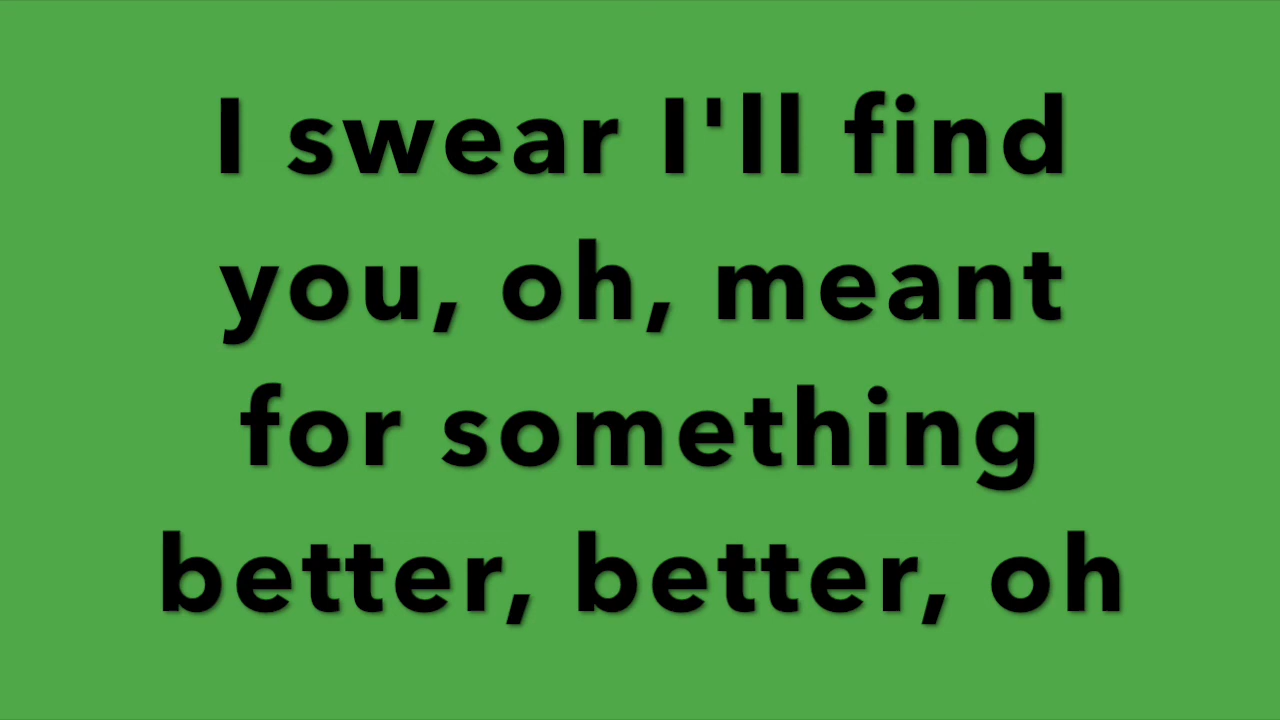 I swear I'll find
you, oh, meant
for something
better, better, oh